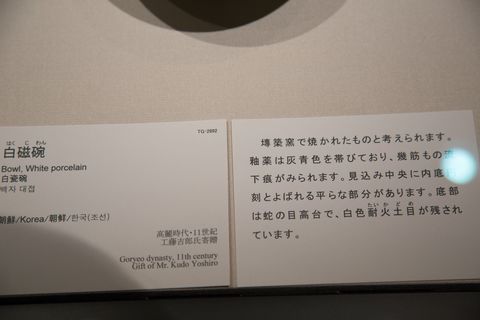 TG-2892
はく じ わん
白磁碗
Bowl, White porcelain
白瓷碗
백자 대접
朝鮮/Korea/朝鲜/한국(조선)
高麗時代・11世紀
工藤吉郎氏寄贈
Goryeo dynasty, 11th century
Gift of Mr. Kudo Yoshiro
塼築窯で焼かれたものと考えられます。
釉薬は灰青色を帯びており、幾筋もの
下痕がみられます。見込み中央に内底
刻とよばれる平らな部分があります。底部
たい か ど め
は蛇の目高台で、白色耐火土目が残され
ています。